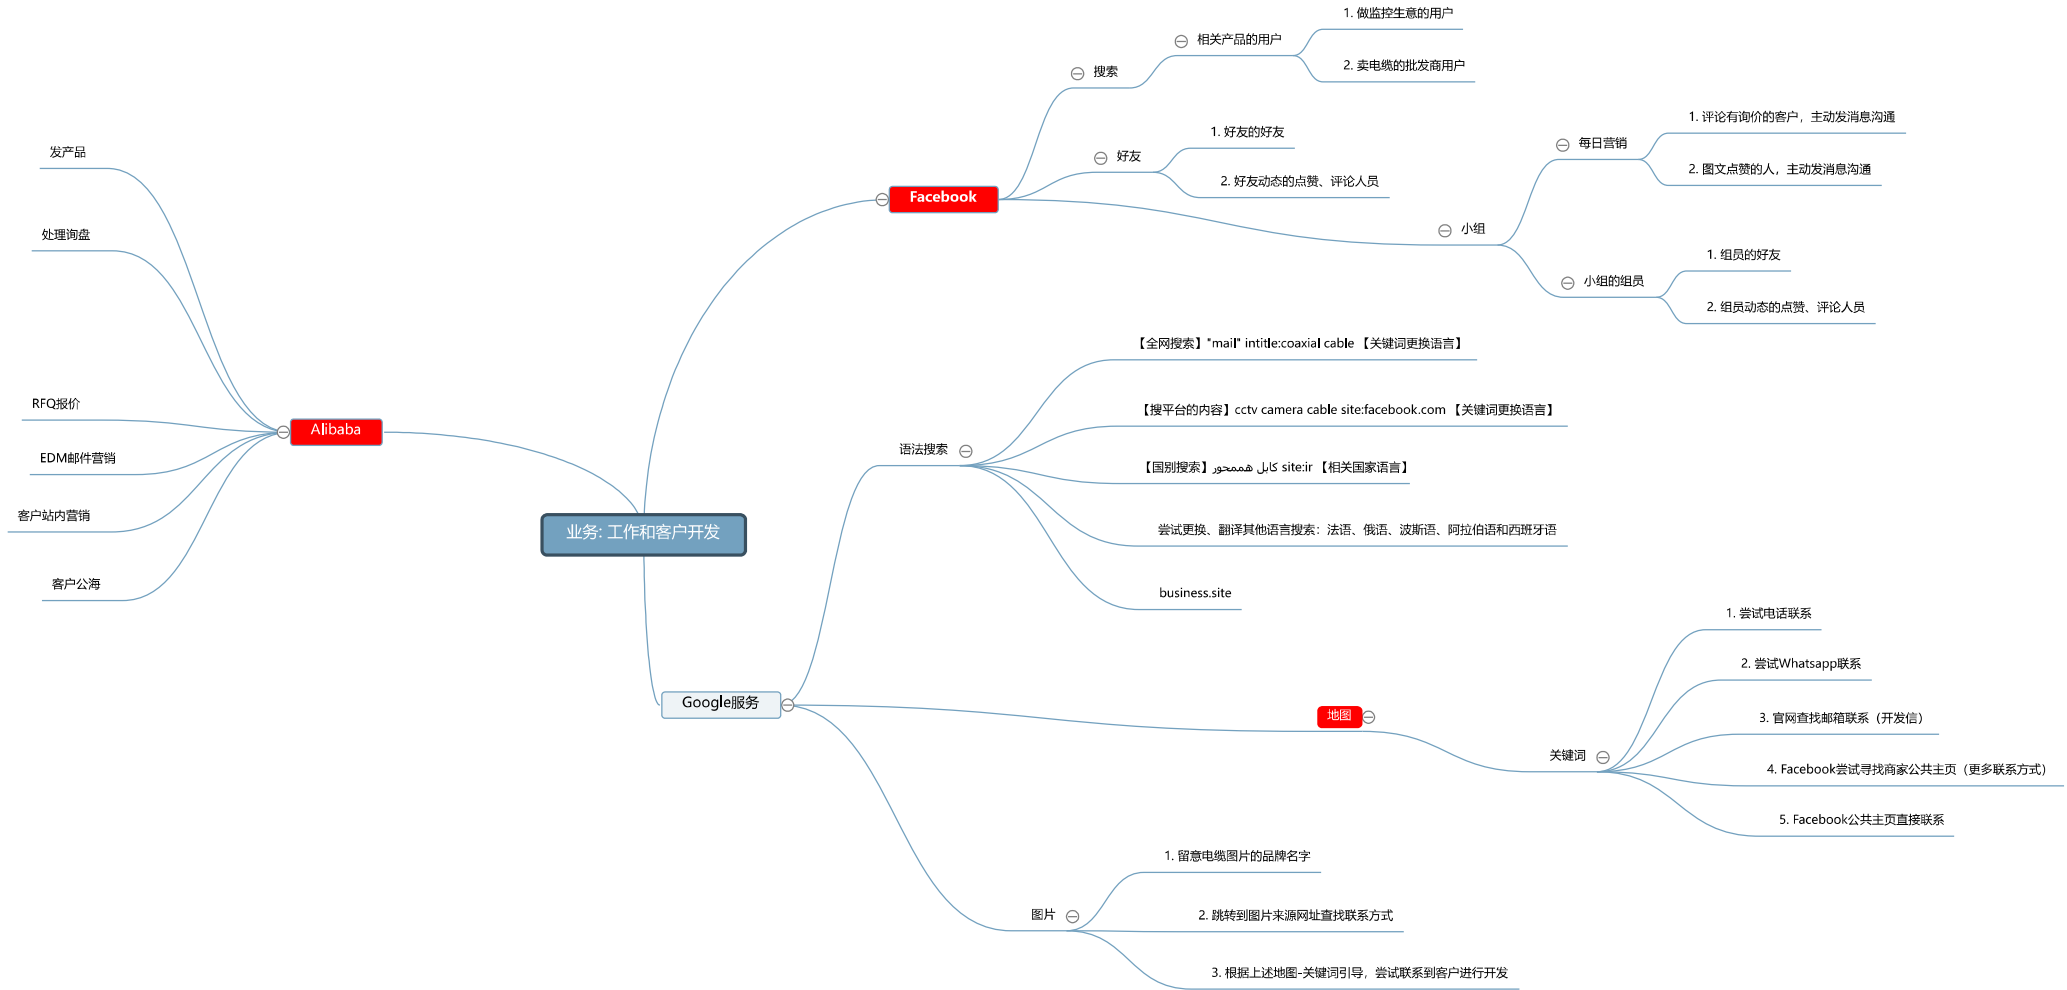 业务: 工作和客户开发
Facebook
搜索
相关产品的用户
1. 做监控生意的用户
2. 卖电缆的批发商用户
好友
1. 好友的好友
2. 好友动态的点赞、评论人员
小组
每日营销
1. 评论有询价的客户，主动发消息沟通
2. 图文点赞的人，主动发消息沟通
小组的组员
1. 组员的好友
2. 组员动态的点赞、评论人员
Google服务
语法搜索
【全网搜索】"mail" intitle:coaxial cable 【关键词更换语言】
【搜平台的内容】cctv camera cable site:facebook.com 【关键词更换语言】
【国别搜索】کابل هممحور site:ir 【相关国家语言】
尝试更换、翻译其他语言搜索：法语、俄语、波斯语、阿拉伯语和西班牙语
business.site
地图
关键词
1. 尝试电话联系
2. 尝试Whatsapp联系
3. 官网查找邮箱联系（开发信）
4. Facebook尝试寻找商家公共主页（更多联系方式）
5. Facebook公共主页直接联系
图片
1. 留意电缆图片的品牌名字
2. 跳转到图片来源网址查找联系方式
3. 根据上述地图-关键词引导，尝试联系到客户进行开发
Alibaba
发产品
处理询盘
RFQ报价
EDM邮件营销
客户站内营销
客户公海